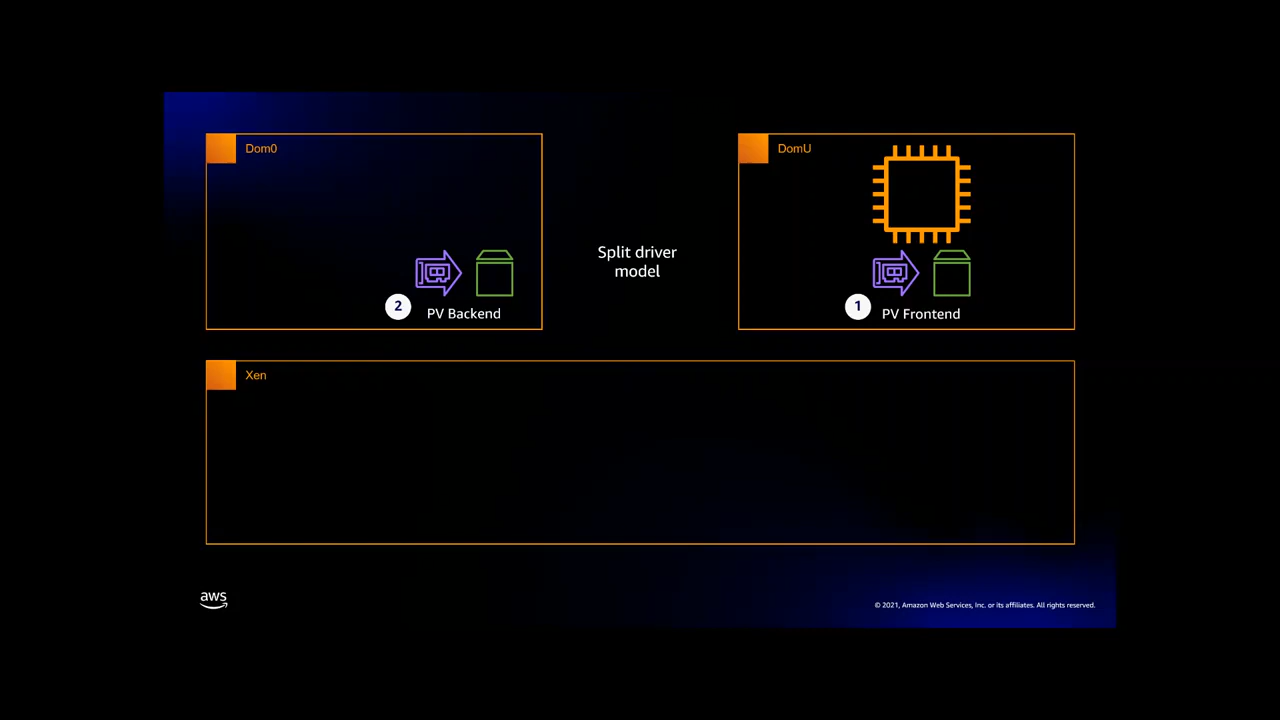 Dom0
DomU
Split driver
model
2
PV Backend
1
PV Frontend
Xen
aws
© 2021, Amazon Web Services, Inc. or its affiliates. All rights reserved.